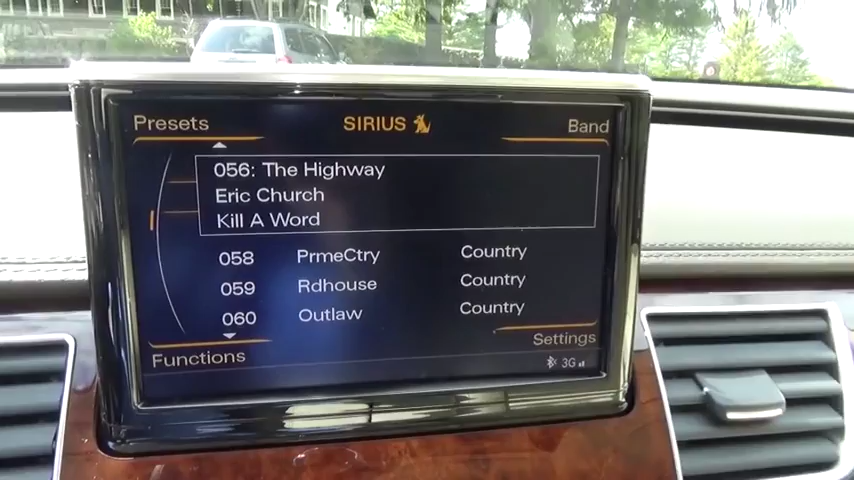 Presets
SIRIUS
Band
056: The Highway
Eric Church
Kill A Word
058 PrmeCtry Country
059 Rdhouse Country
060 Outlaw Country
Functions
Settings
3G